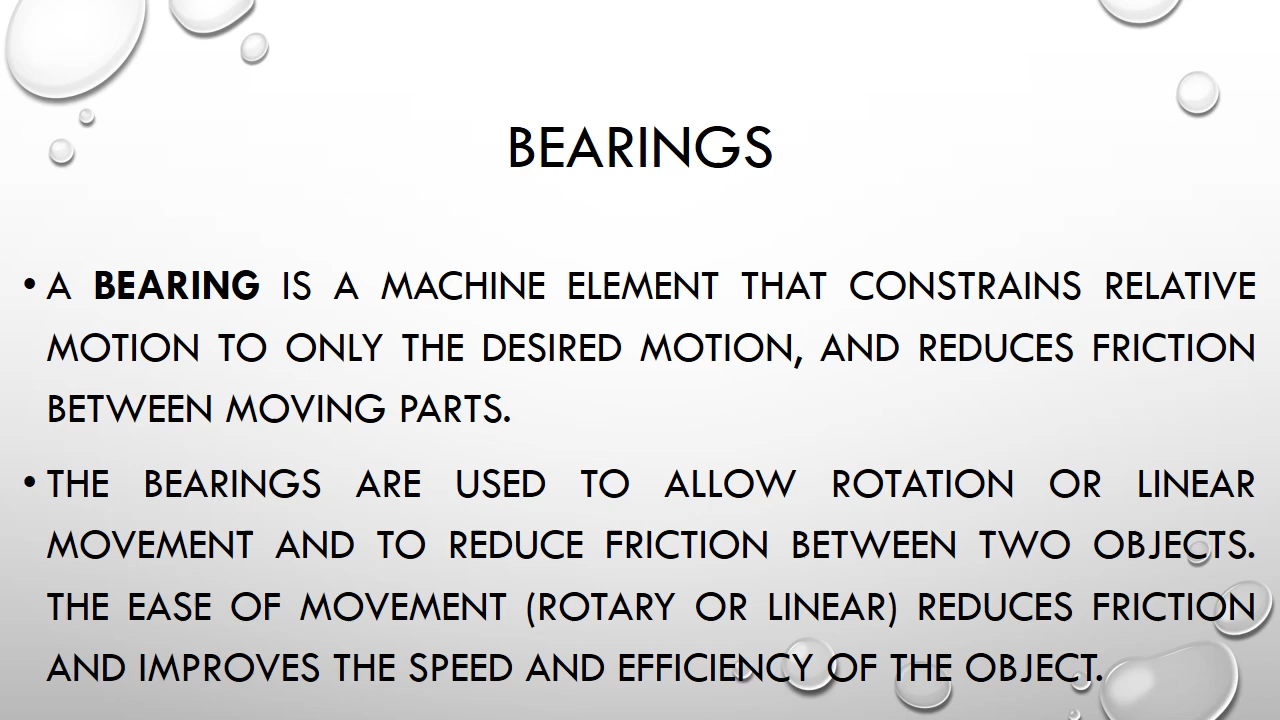 BEARINGS
• A BEARING IS A MACHINE ELEMENT THAT CONSTRAINS RELATIVE
MOTION TO ONLY THE DESIRED MOTION, AND REDUCES FRICTION
BETWEEN MOVING PARTS.
• THE BEARINGS ARE USED TO ALLOW ROTATION OR LINEAR
MOVEMENT AND TO REDUCE FRICTION BETWEEN TWO OBJECTS.
THE EASE OF MOVEMENT (ROTARY OR LINEAR) REDUCES FRICTION
AND IMPROVES THE SPEED AND EFFICIENCY OF THE OBJECT.